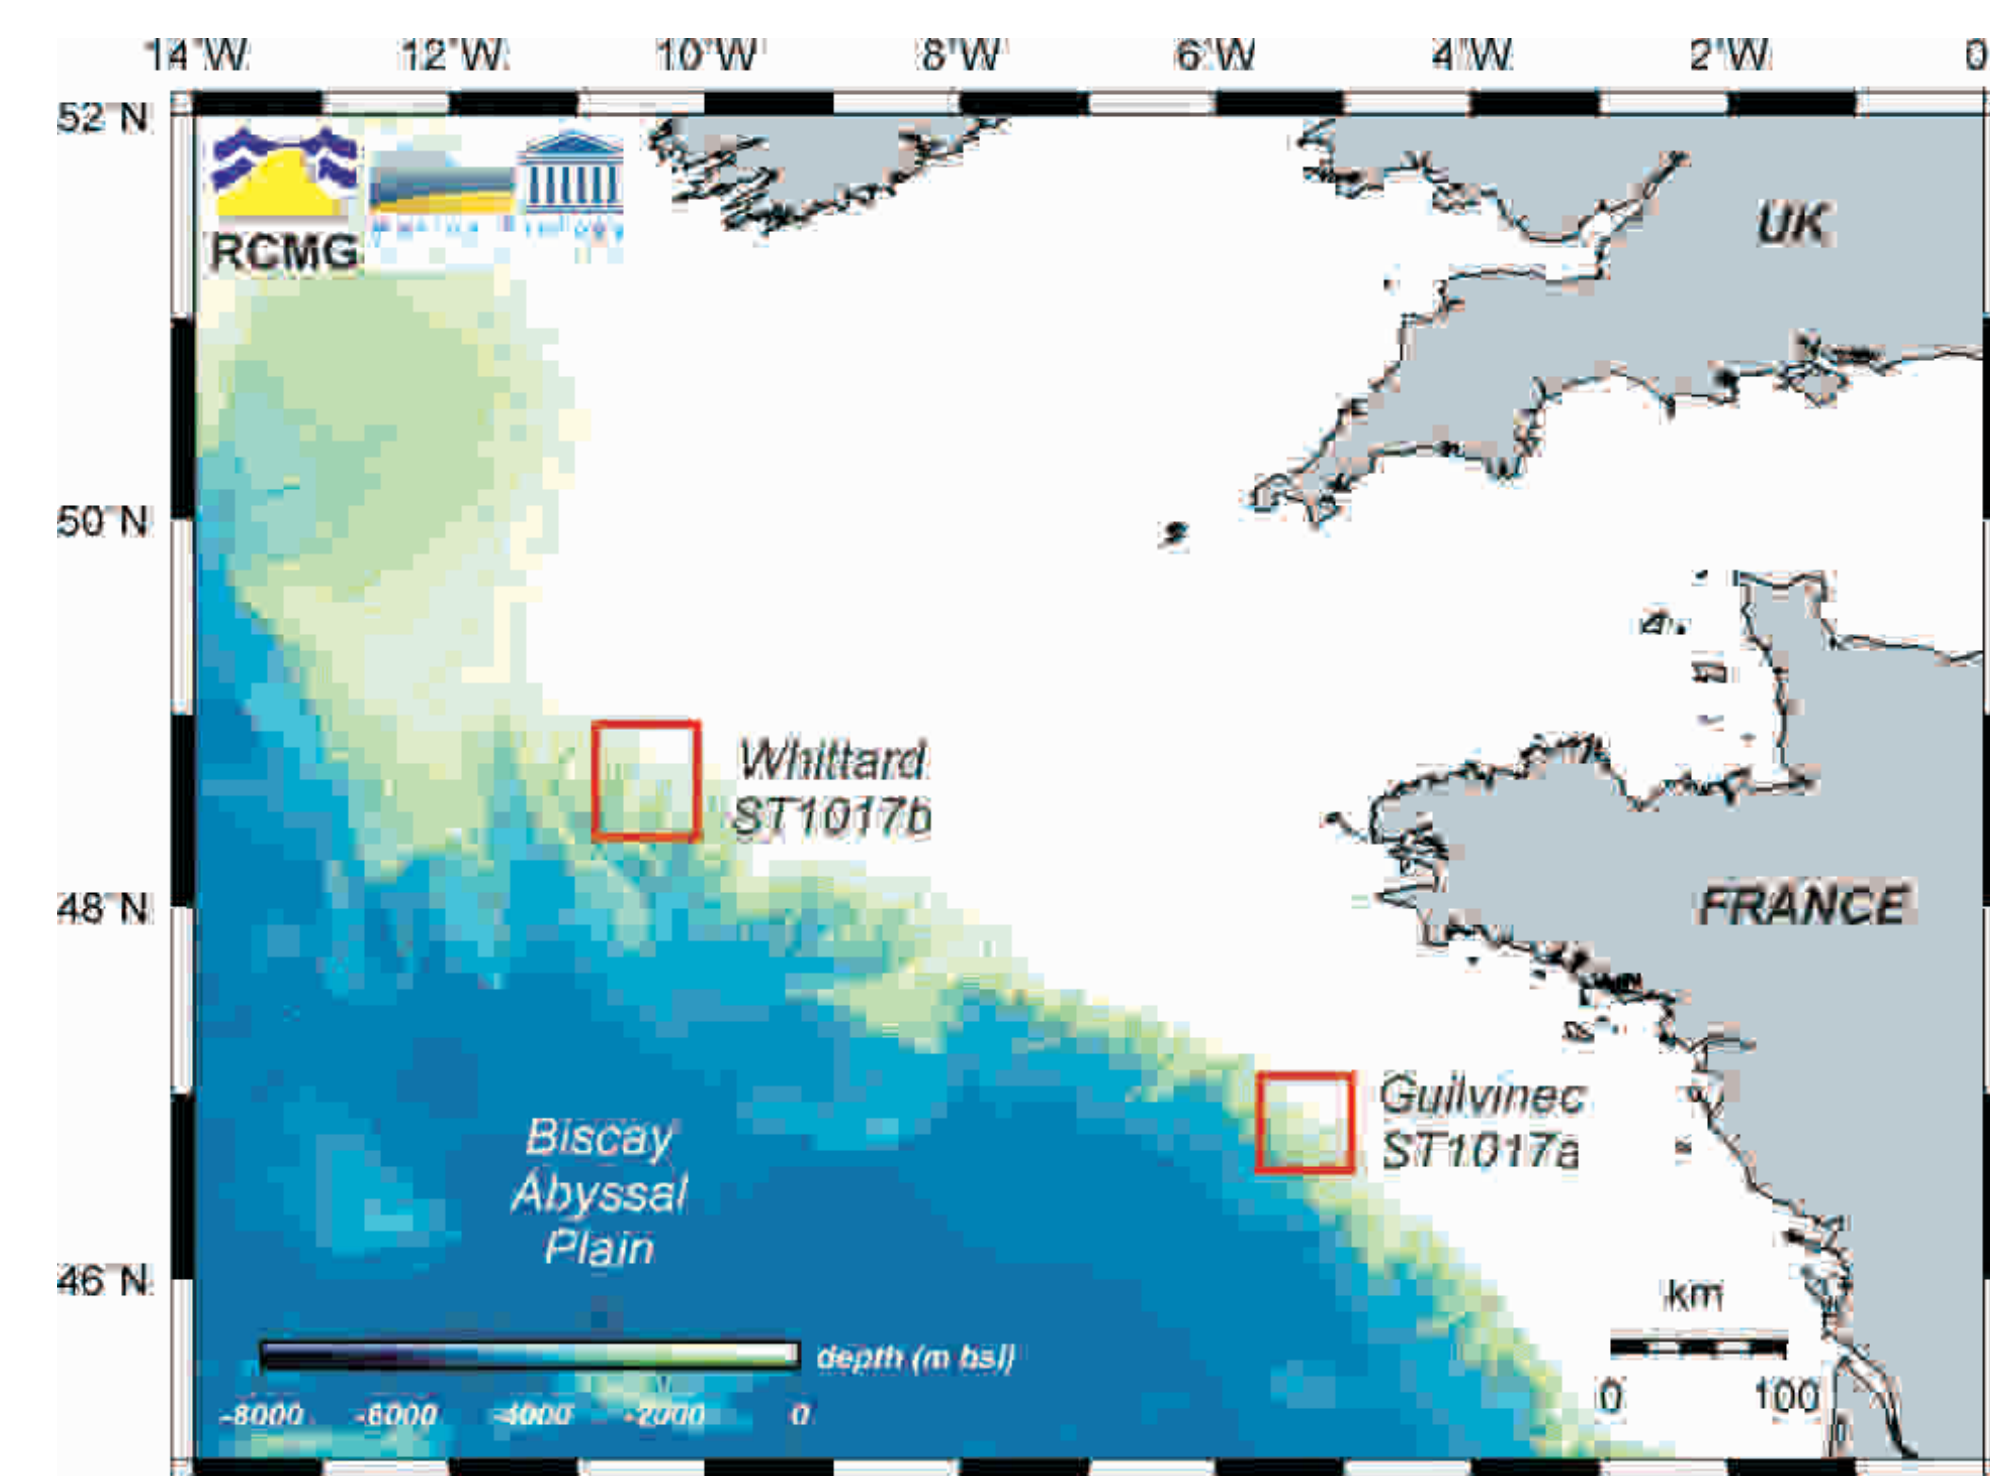 14°W 12°W 10°W 8°W 6°W 4°W 2°W 0
52°N
RCMG
UK
50°N
Whittard
ST1017b
48°N
FRANCE
Guilvinec
ST1017a
Biscay
Abyssal
Plain
46°N
km
0 100
depth (m bsl)
-8000 -6000 -4000 -2000 0